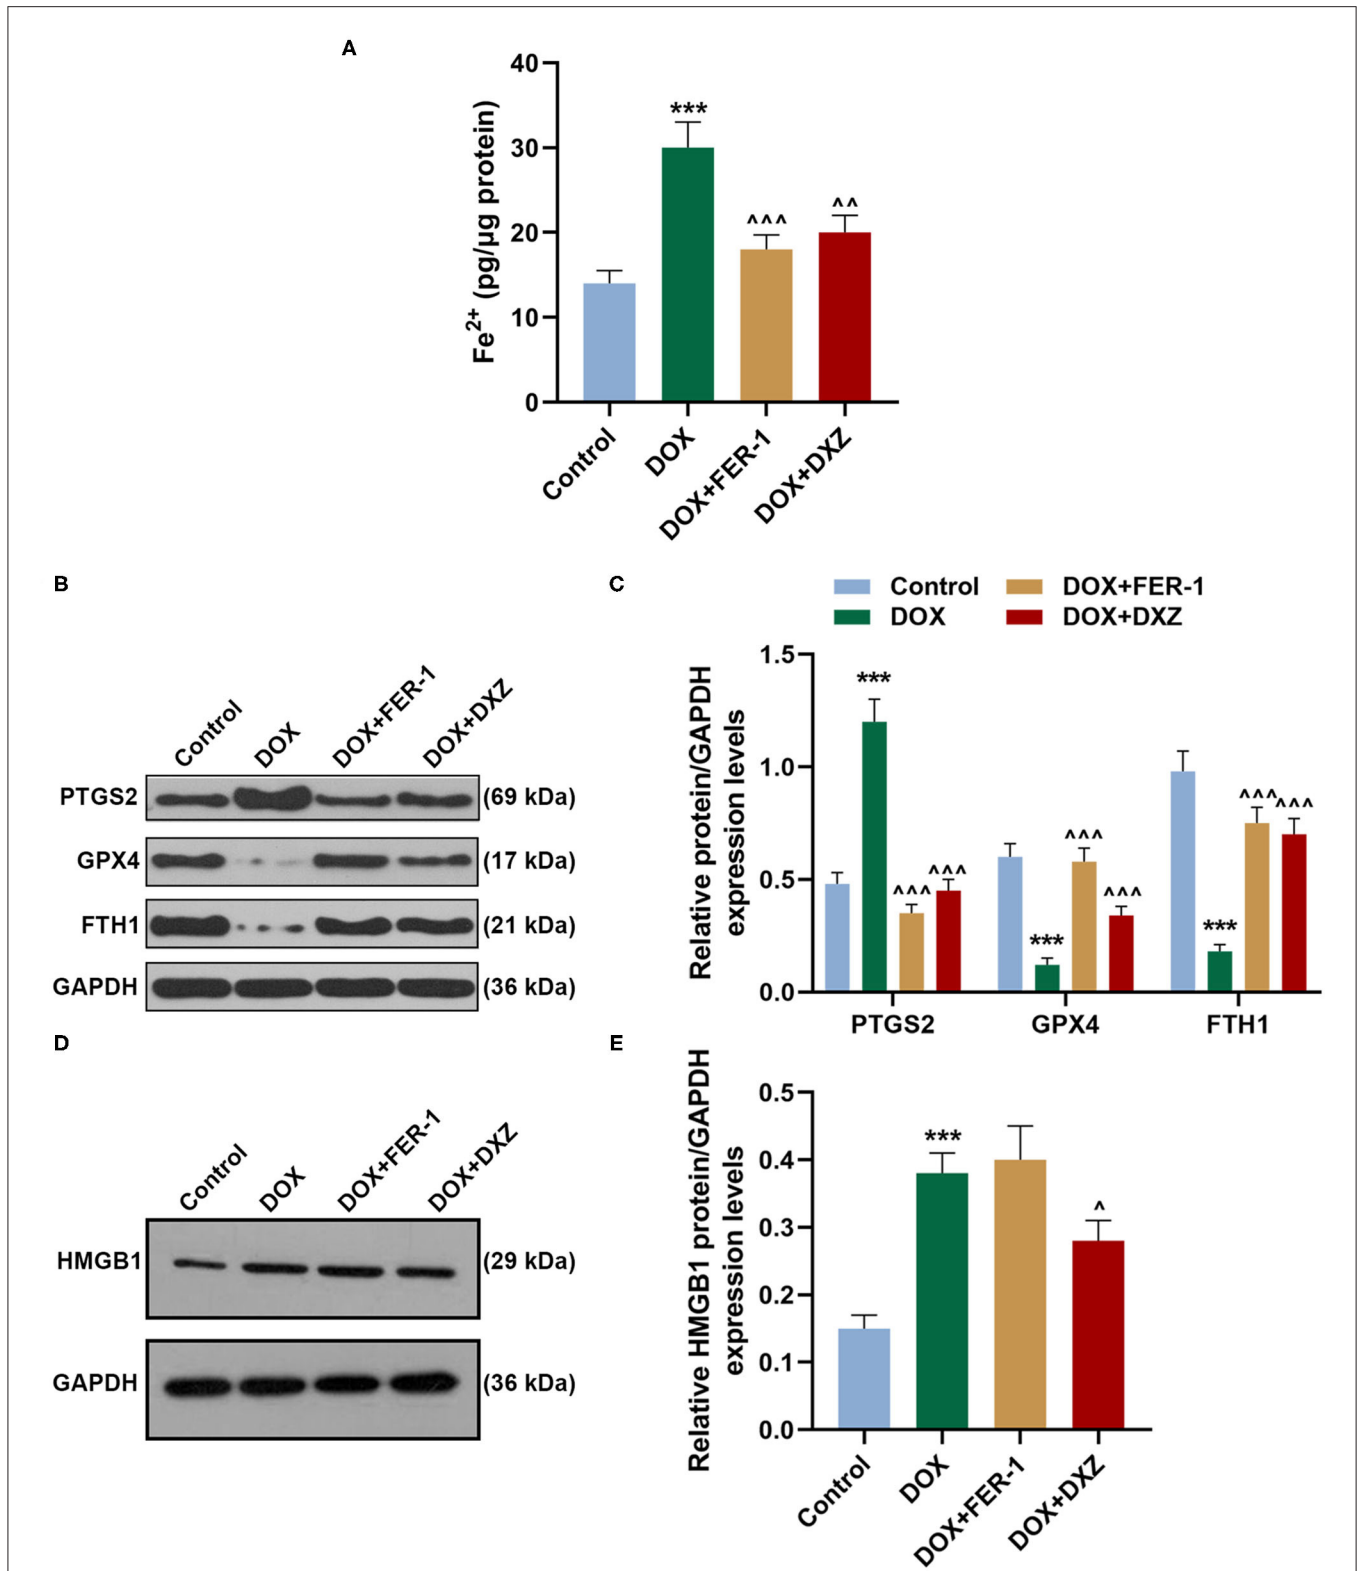 A
40
30
20
10
0
Fe2+ (pg/µg protein)
***
^^^
^^
Control
DOX
DOX+FER-1
DOX+DXZ
B
Control
DOX
DOX+FER-1
DOX+DXZ
PTGS2
(69 kDa)
GPX4
(17 kDa)
FTH1
(21 kDa)
GAPDH
(36 kDa)
C
Control
DOX+FER-1
DOX
DOX+DXZ
Relative protein/GAPDH
expression levels
1.5
1.0
0.5
0.0
***
^^^
^^^
***
^^^
^^^
***
^^^
^^^
PTGS2
GPX4
FTH1
D
Control
DOX
DOX+FER-1
DOX+DXZ
HMGB1
(29 kDa)
GAPDH
(36 kDa)
E
Relative HMGB1 protein/GAPDH
expression levels
0.5
0.4
0.3
0.2
0.1
0.0
***
^
Control
DOX
DOX+FER-1
DOX+DXZ